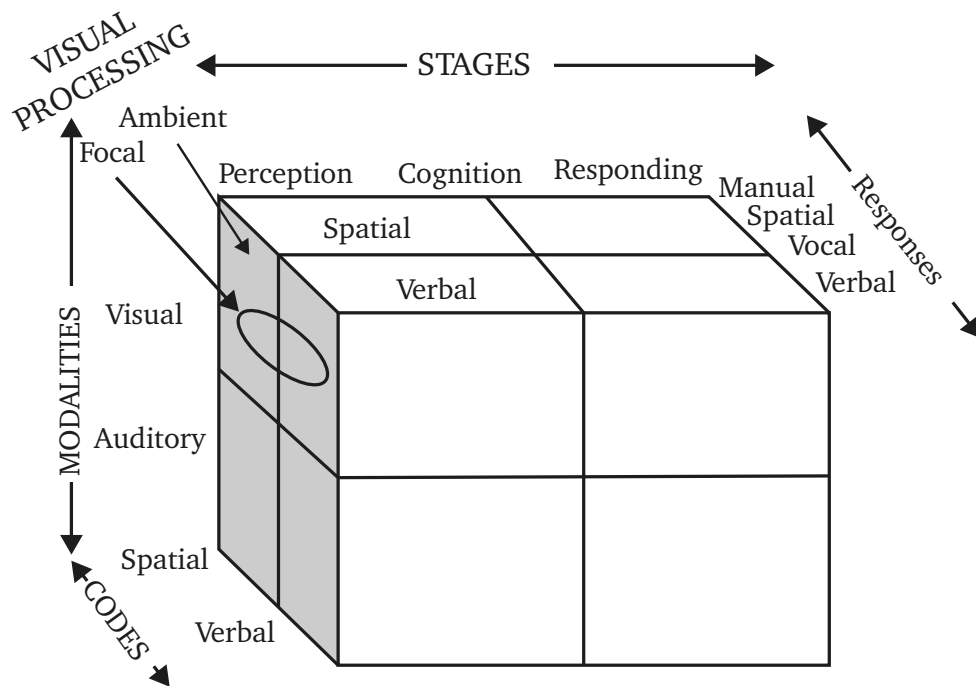 VISUAL
PROCESSING
STAGES
Ambient
Focal
Perception
Cognition
Responding
Manual
Spatial
Vocal
Verbal
Responses
Spatial
Verbal
Visual
MODALITIES
Auditory
Spatial
Verbal
CODES